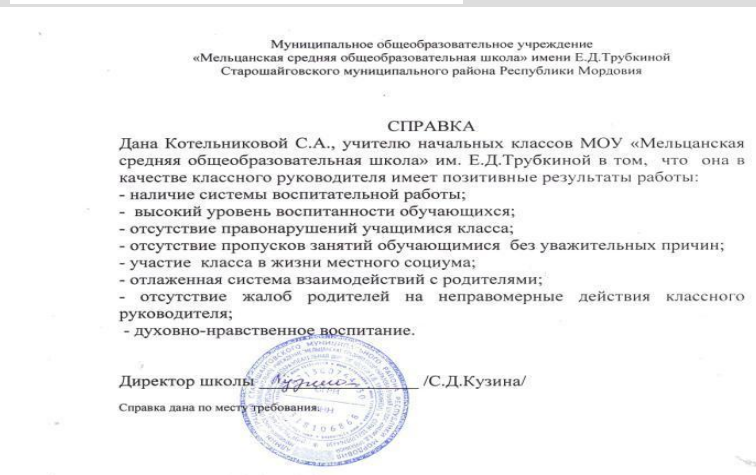 Муниципальное общеобразовательное учреждение
«Мельцанская средняя общеобразовательная школа» имени Е.Д.Трубкиной
Старошайговского муниципального района Республики Мордовия
СПРАВКА
Дана Котельниковой С.А., учителю начальных классов МОУ «Мельцанская
средняя общеобразовательная школа» им. Е.Д.Трубкиной в том, что она в
качестве классного руководителя имеет позитивные результаты работы:
- наличие системы воспитательной работы;
- высокий уровень воспитанности обучающихся;
- отсутствие правонарушений учащимися класса;
- отсутствие пропусков занятий обучающимися без уважительных причин;
- участие класса в жизни местного социума;
- отлаженная система взаимодействий с родителями;
- отсутствие жалоб родителей на неправомерные действия классного
руководителя;
- духовно-нравственное воспитание.
Директор школы /С.Д.Кузина/
Справка дана по месту требования.